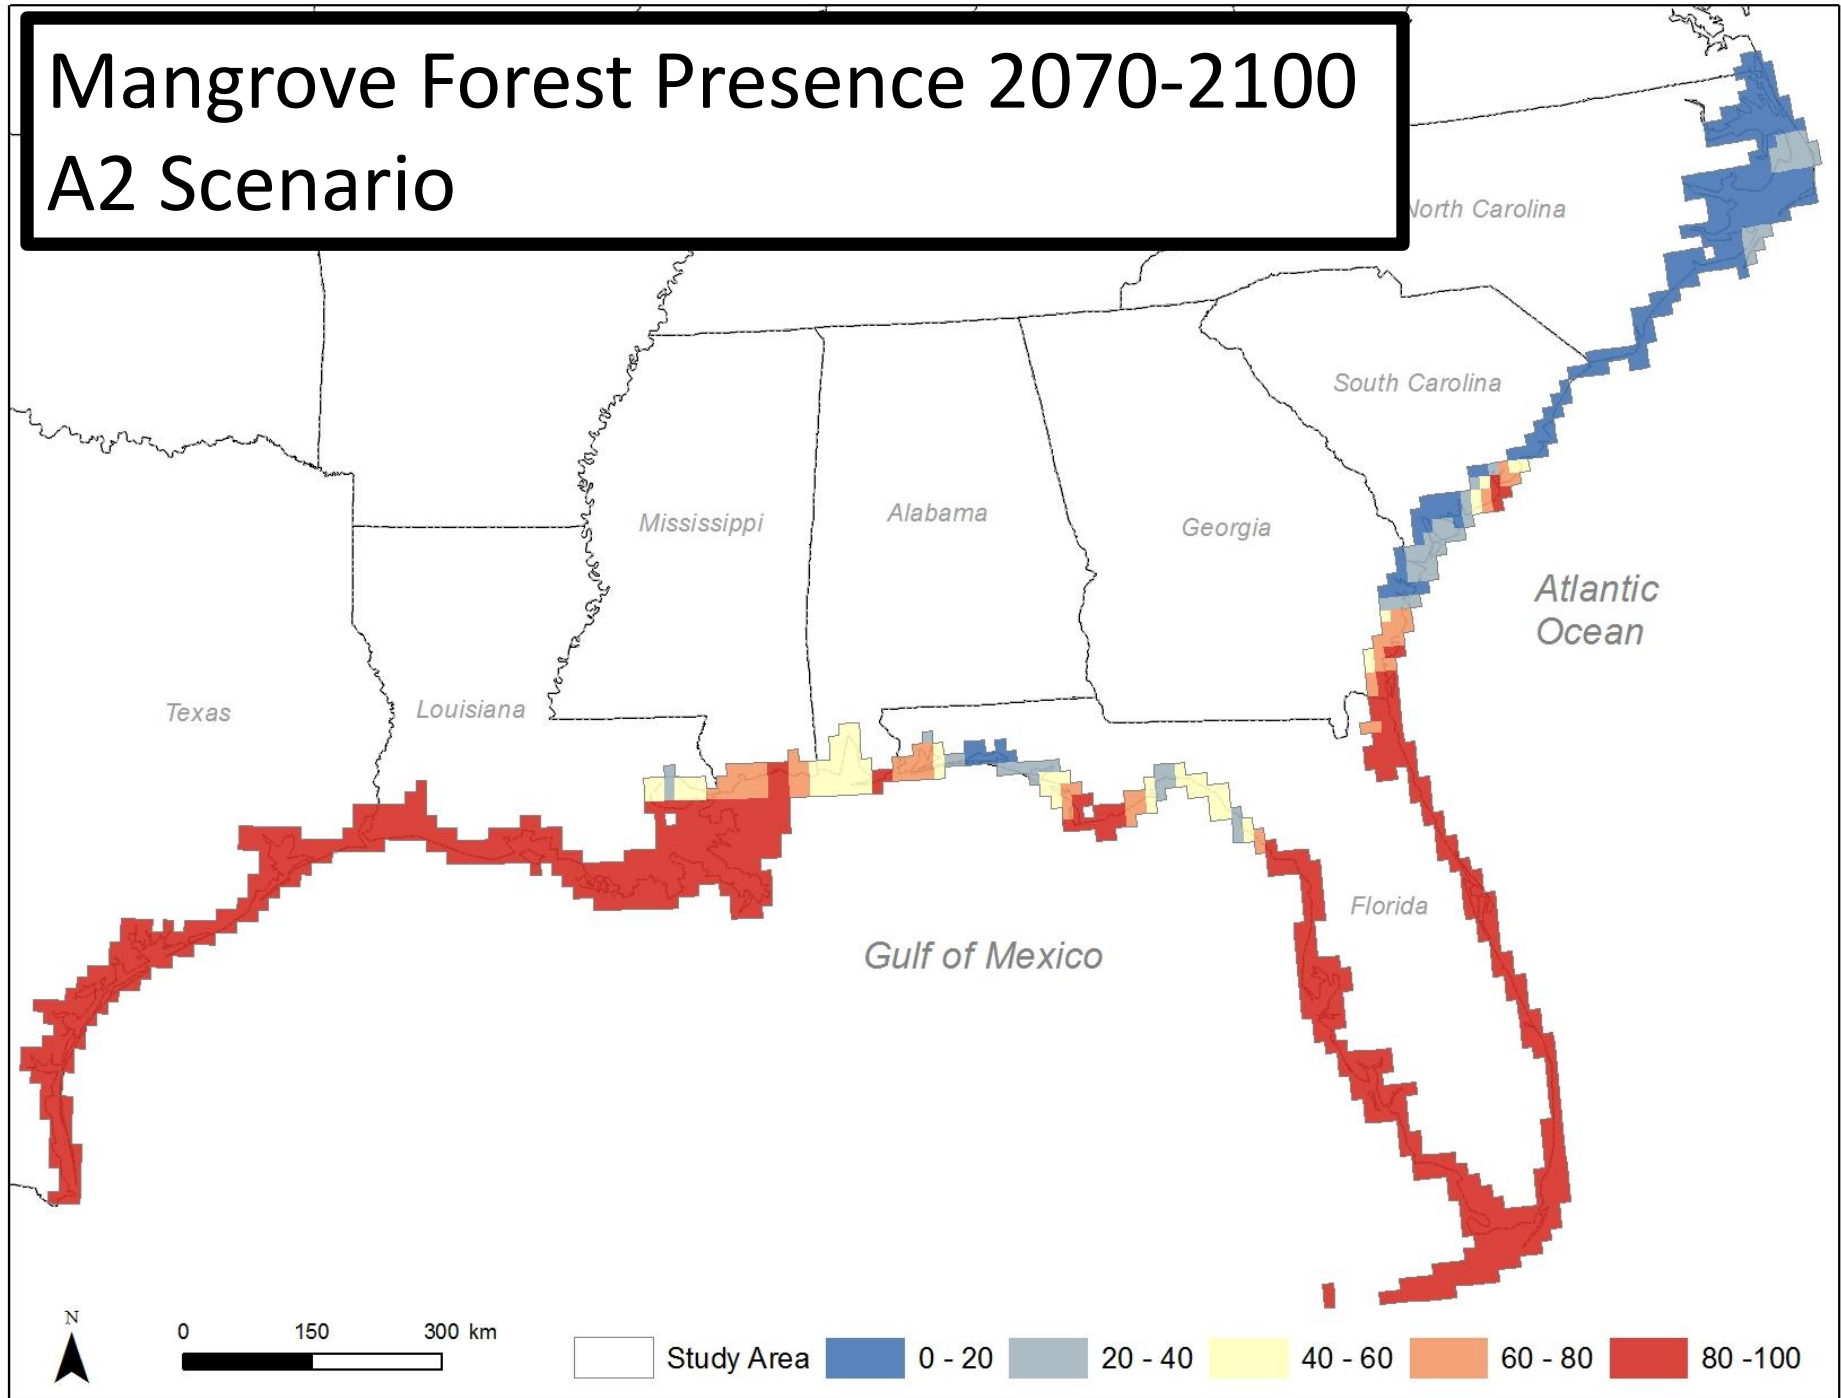 Mangrove Forest Presence 2070-2100
A2 Scenario
North Carolina
South Carolina
Mississippi
Alabama
Georgia
Atlantic
Ocean
Texas
Louisiana
Florida
Gulf of Mexico
N
0 150 300 km
Study Area 0 - 20 20 - 40 40 - 60 60 - 80 80 -100